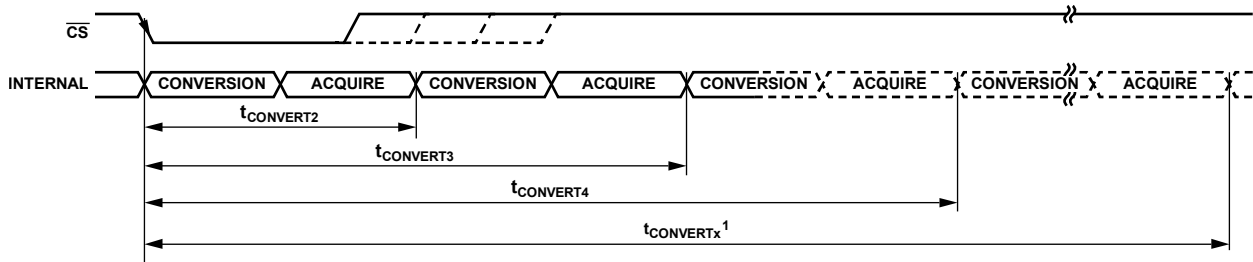 CS
INTERNAL CONVERSION ACQUIRE CONVERSION ACQUIRE CONVERSION ACQUIRE CONVERSION ACQUIRE
tCONVERT2
tCONVERT3
tCONVERT4
tCONVERTx1